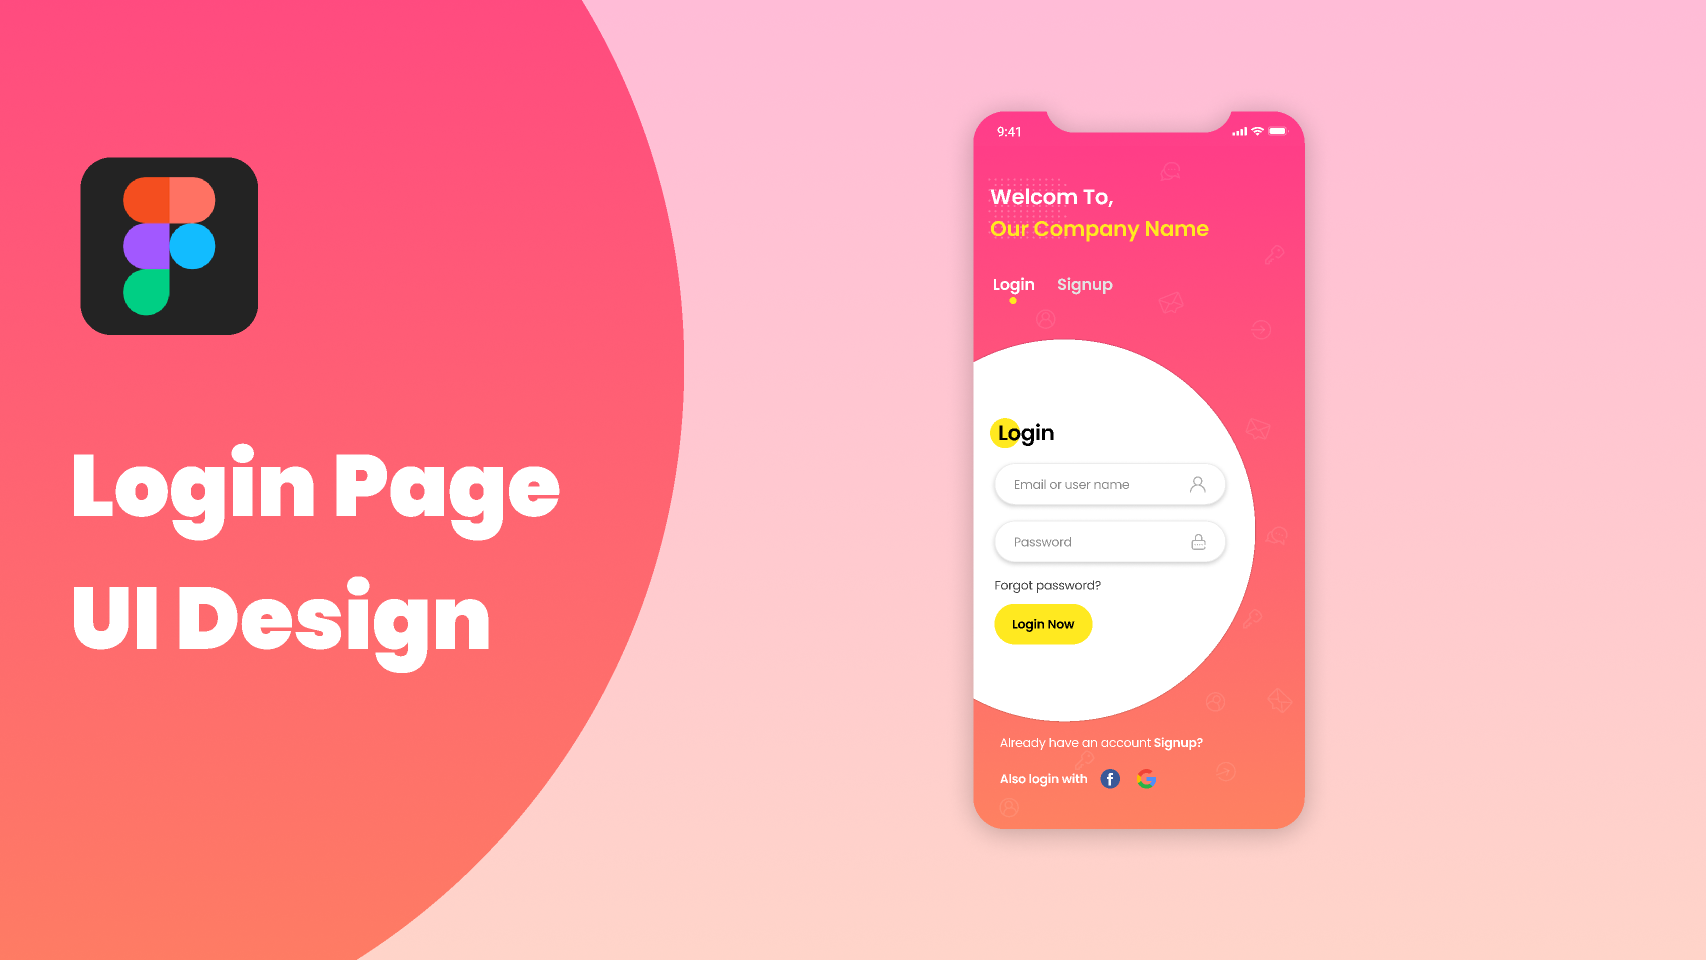 Login Page
UI Design
9:41
Welcom To,
Our Company Name
Login Signup
Login
Email or user name
Password
Forgot password?
Login Now
Already have an account Signup?
Also login with